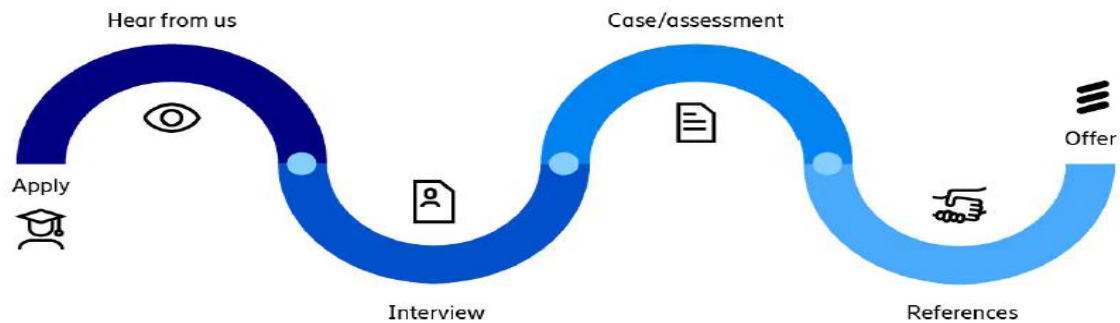 Hear from us
Case/assessment
Offer
Apply
Interview
References